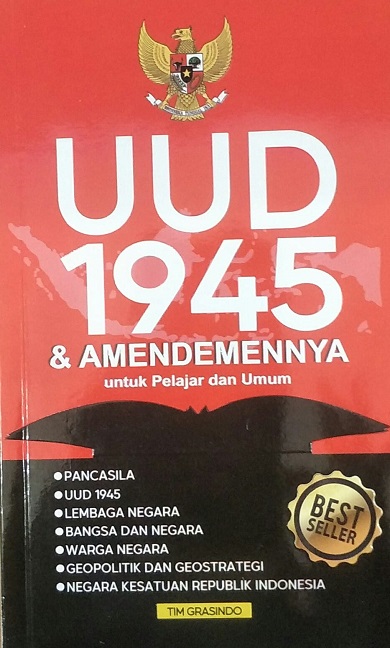 UUD
1945
& AMENDEMENNYA
untuk Pelajar dan Umum
●PANCASILA
●UUD 1945
●LEMBAGA NEGARA
●BANGSA DAN NEGARA
●WARGA NEGARA
●GEOPOLITIK DAN GEOSTRATEGI
●NEGARA KESATUAN REPUBLIK INDONESIA
BEST
SELLER
TIM GRASINDO